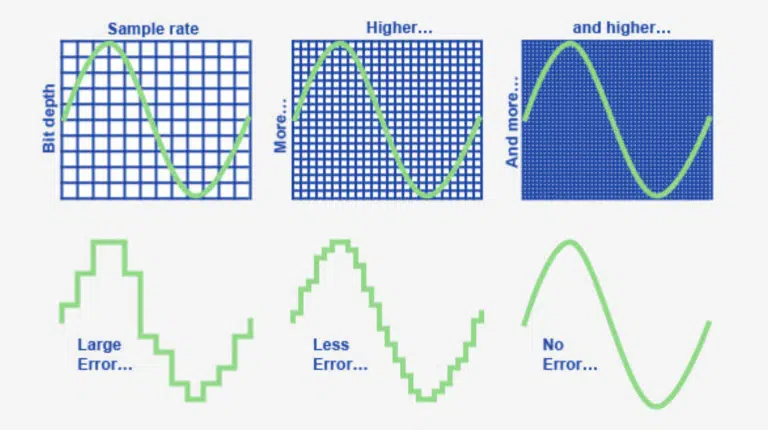 Sample rate
Higher...
and higher...
Bit depth
More...
And more...
Large
Error...
Less
Error...
No
Error...